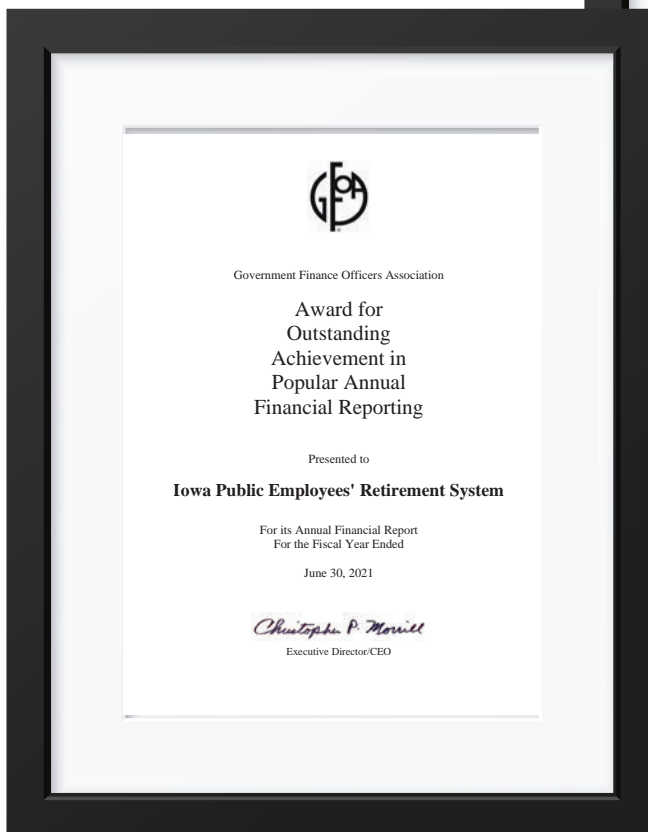 GFOA
Government Finance Officers Association
Award for
Outstanding
Achievement in
Popular Annual
Financial Reporting
Presented to
Iowa Public Employees' Retirement System
For its Annual Financial Report
For the Fiscal Year Ended
June 30, 2021
Christopher P. Morrill
Executive Director/CEO